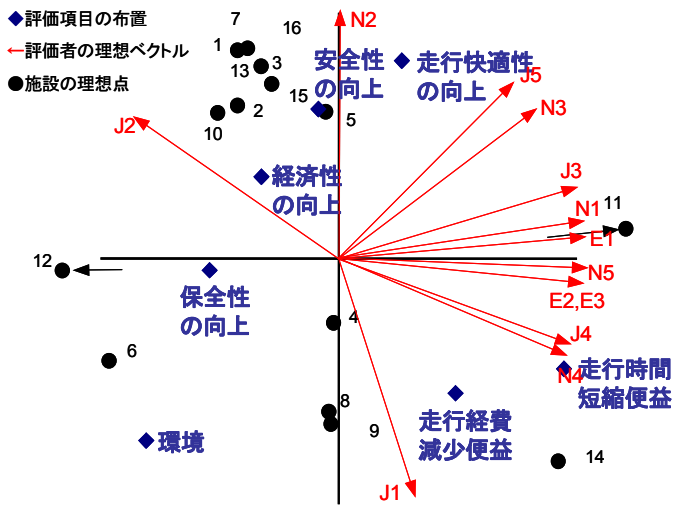 ◆評価項目の布置
←評価者の理想ベクトル
●施設の理想点
7
16
N2
1
3
13
安全性
の向上
走行快適性
の向上
J5
15
N3
2
5
10
J2
経済性
の向上
J3
11
N1
E1
12
N5
保全性
の向上
E2,E3
4
J4
6
N4
走行時間
短縮便益
8
走行経費
減少便益
9
環境
14
J1